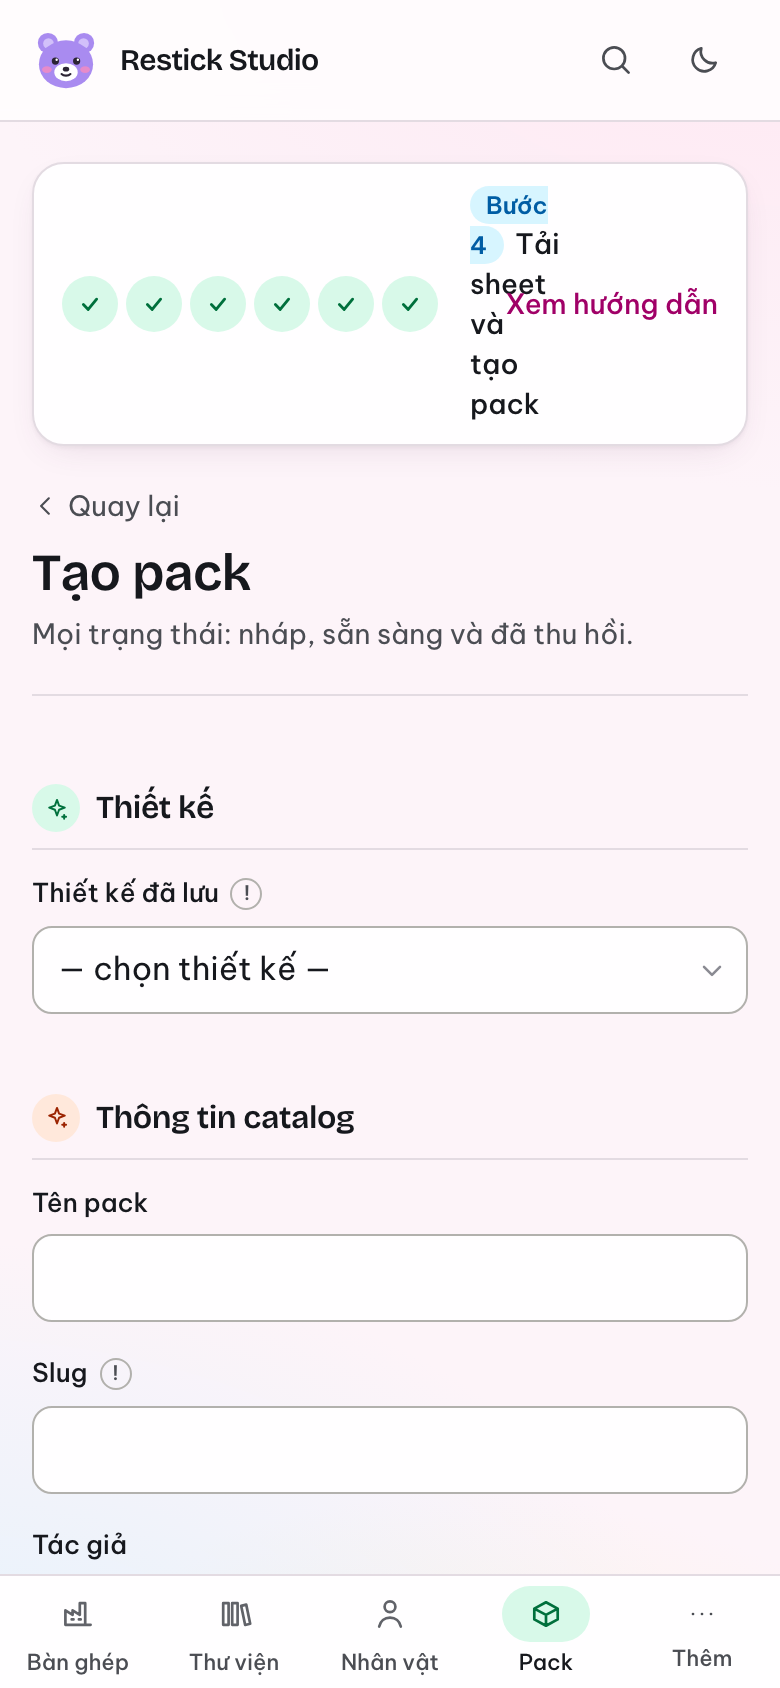 Restick Studio
Bước
4 Tải
sheet
và
tạo
pack
Xem hướng dẫn
Quay lại
Tạo pack
Mọi trạng thái: nháp, sẵn sàng và đã thu hồi.
Thiết kế
Thiết kế đã lưu !
— chọn thiết kế —
Thông tin catalog
Tên pack
Slug !
Tác giả
Bàn ghép Thư viện Nhân vật Pack Thêm